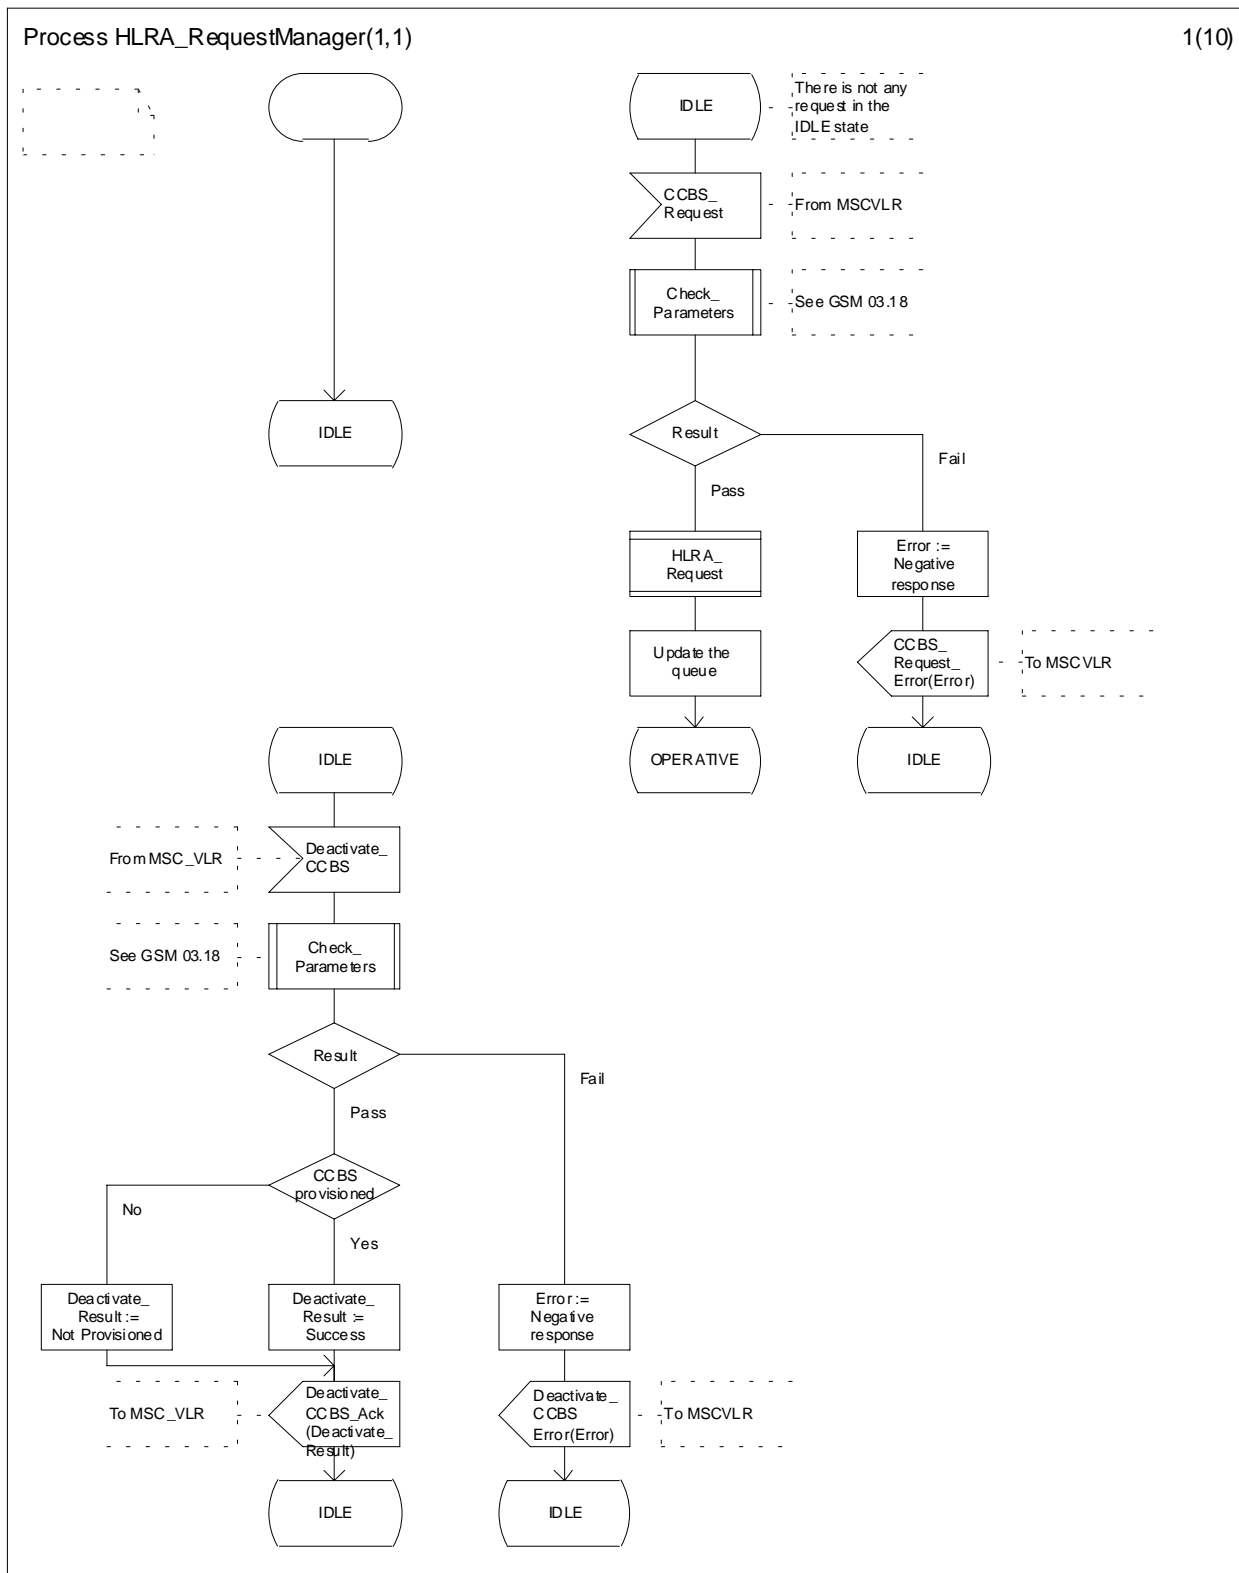 Process HLRA_RequestManager(1,1)
1(10)
IDLE
There is not any
request in the
IDLE state
CCBS_
Request
From MSCVLR
Check_
Parameters
See GSM 03.18
IDLE
Result
Fail
Pass
HLRA_
Request
Error :=
Negative
response
Update the
queue
CCBS_
Request_
Error(Error)
To MSCVLR
OPERATIVE
IDLE
IDLE
From MSC_VLR
Deactivate_
CCBS
See GSM 03.18
Check_
Parameters
Result
Fail
Pass
CCBS
provisioned
No
Yes
Deactivate_
Result :=
Not Provisioned
Deactivate_
Result :=
Success
Error :=
Negative
response
To MSC_VLR
Deactivate_
CCBS_Ack
(Deactivate_
Result)
Deactivate_
CCBS
Error(Error)
To MSCVLR
IDLE
IDLE